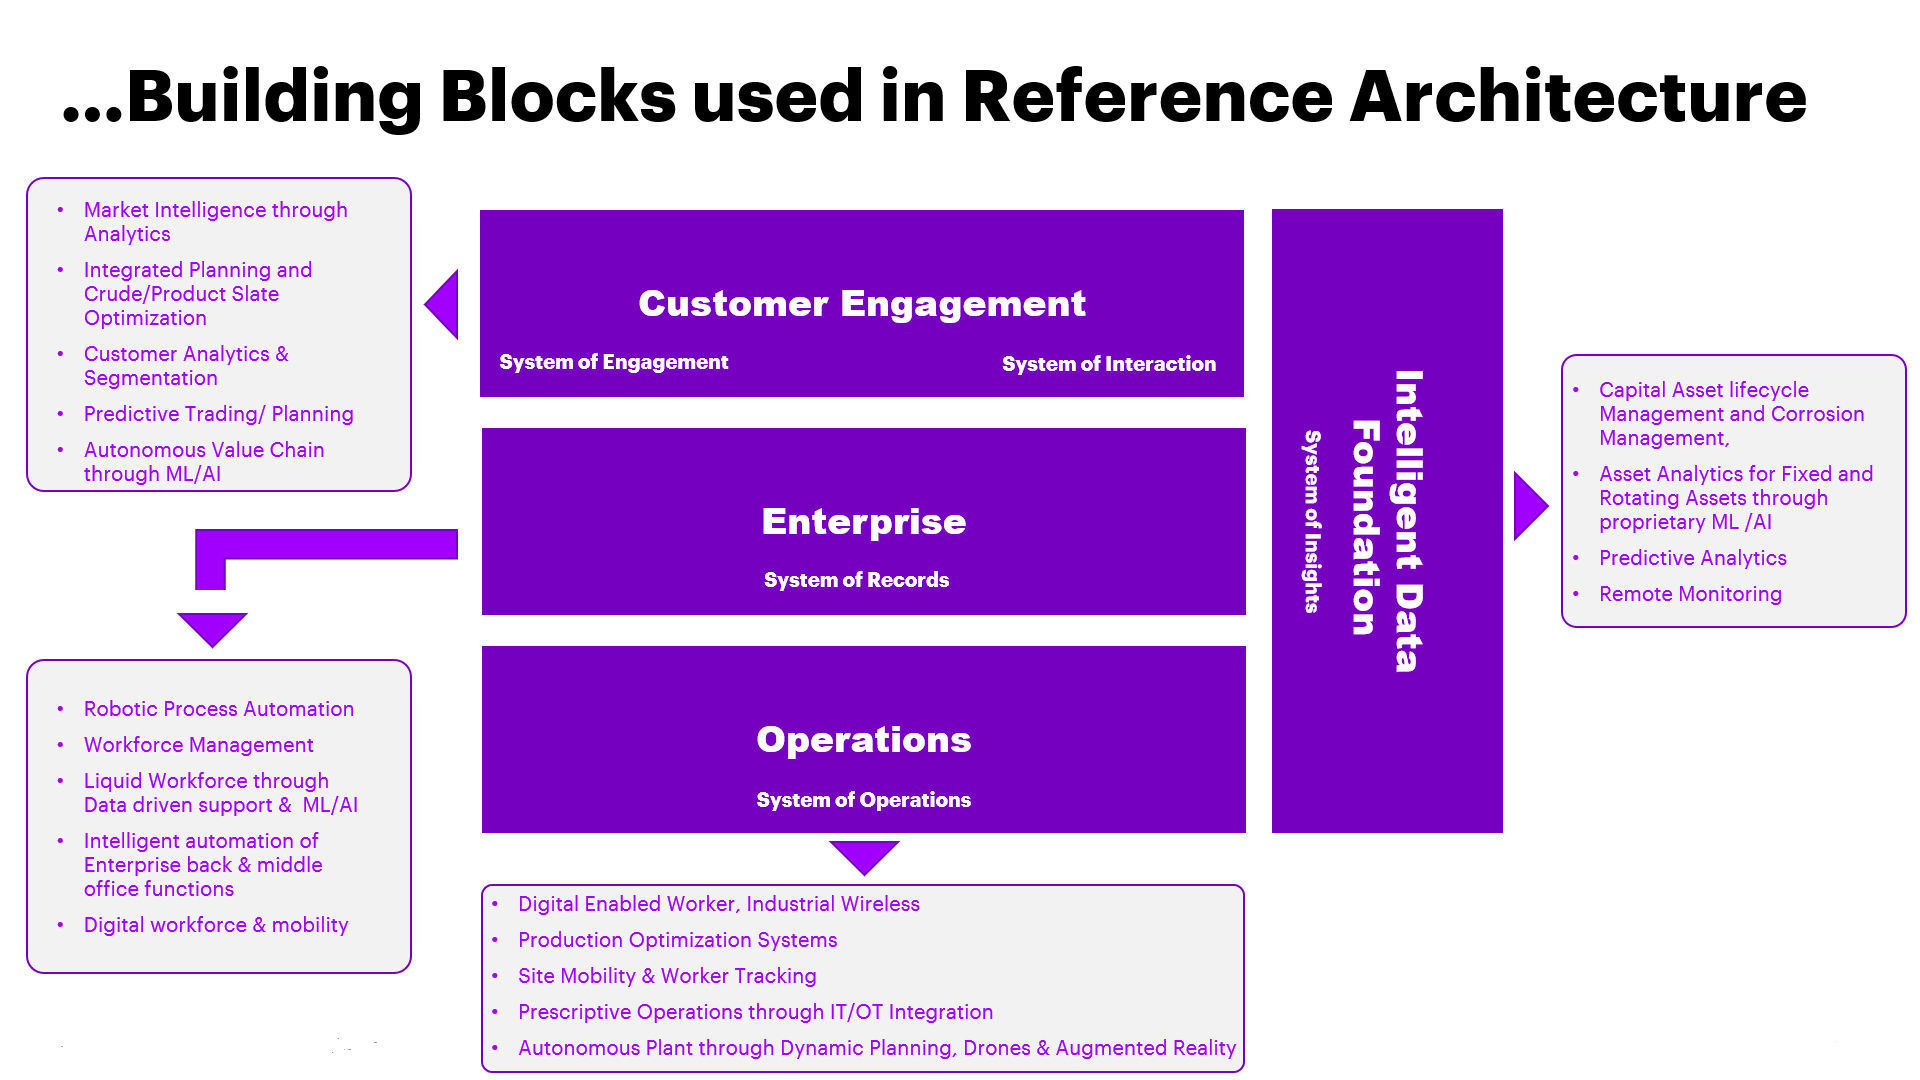 ...Building Blocks used in Reference Architecture
• Market Intelligence through
Analytics
• Integrated Planning and
Crude/Product Slate
Optimization
• Customer Analytics &
Segmentation
• Predictive Trading/ Planning
• Autonomous Value Chain
through ML/AI
Customer Engagement
System of Engagement
System of Interaction
Enterprise
System of Records
Operations
System of Operations
Intelligent Data
Foundation
System of Insights
• Capital Asset lifecycle
Management and Corrosion
Management,
• Asset Analytics for Fixed and
Rotating Assets through
proprietary ML /AI
• Predictive Analytics
• Remote Monitoring
• Robotic Process Automation
• Workforce Management
• Liquid Workforce through
Data driven support &  ML/AI
• Intelligent automation of
Enterprise back & middle
office functions
• Digital workforce & mobility
• Digital Enabled Worker, Industrial Wireless
• Production Optimization Systems
• Site Mobility & Worker Tracking
• Prescriptive Operations through IT/OT Integration
• Autonomous Plant through Dynamic Planning, Drones & Augmented Reality